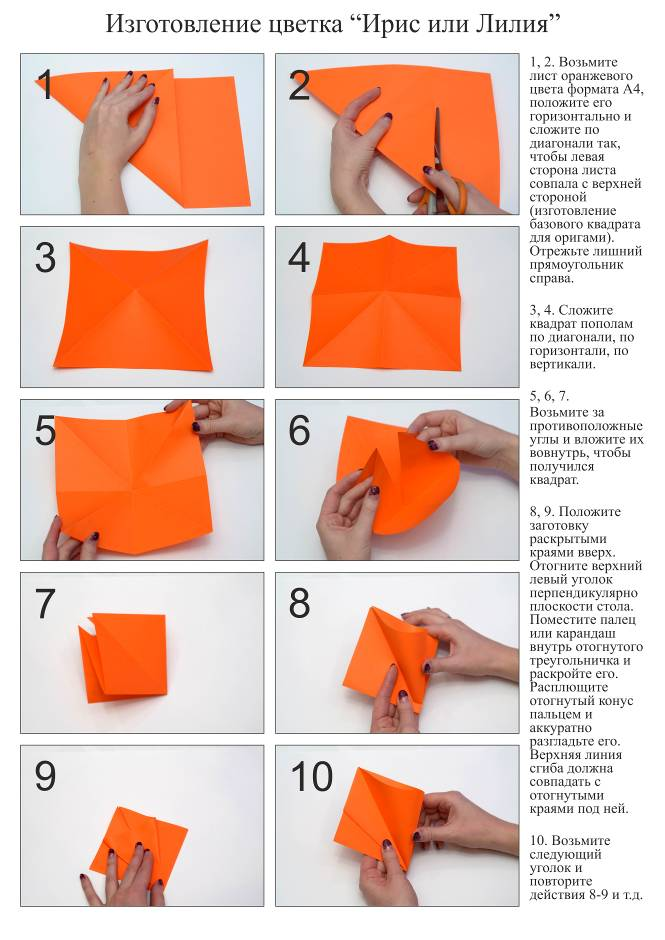 Изготовление цветка “Ирис или Лилия”
1
2
3
4
5
6
7
8
9
10
1, 2. Возьмите
лист оранжевого
цвета формата А4,
положите его
горизонтально и
сложите по
диагонали так,
чтобы левая
сторона листа
совпала с верхней
стороной
(изготовление
базового квадрата
для оригами).
Отрежьте лишний
прямоугольник
справа.
3, 4. Сложите
квадрат пополам
по диагонали, по
горизонтали, по
вертикали.
5, 6, 7.
Возьмите за
противоположные
углы и вложите их
вовнутрь, чтобы
получился
квадрат.
8, 9. Положите
заготовку
раскрытыми
краями вверх.
Отогните верхний
левый уголок
перпендикулярно
плоскости стола.
Поместите палец
или карандаш
внутрь отогнутого
треугольничка и
раскройте его.
Расплющите
отогнутый конус
пальцем и
аккуратно
разгладьте его.
Верхняя линия
сгиба должна
совпадать с
отогнутыми
краями под ней.
10. Возьмите
следующий
уголок и
повторите
действия 8-9 и т.д.